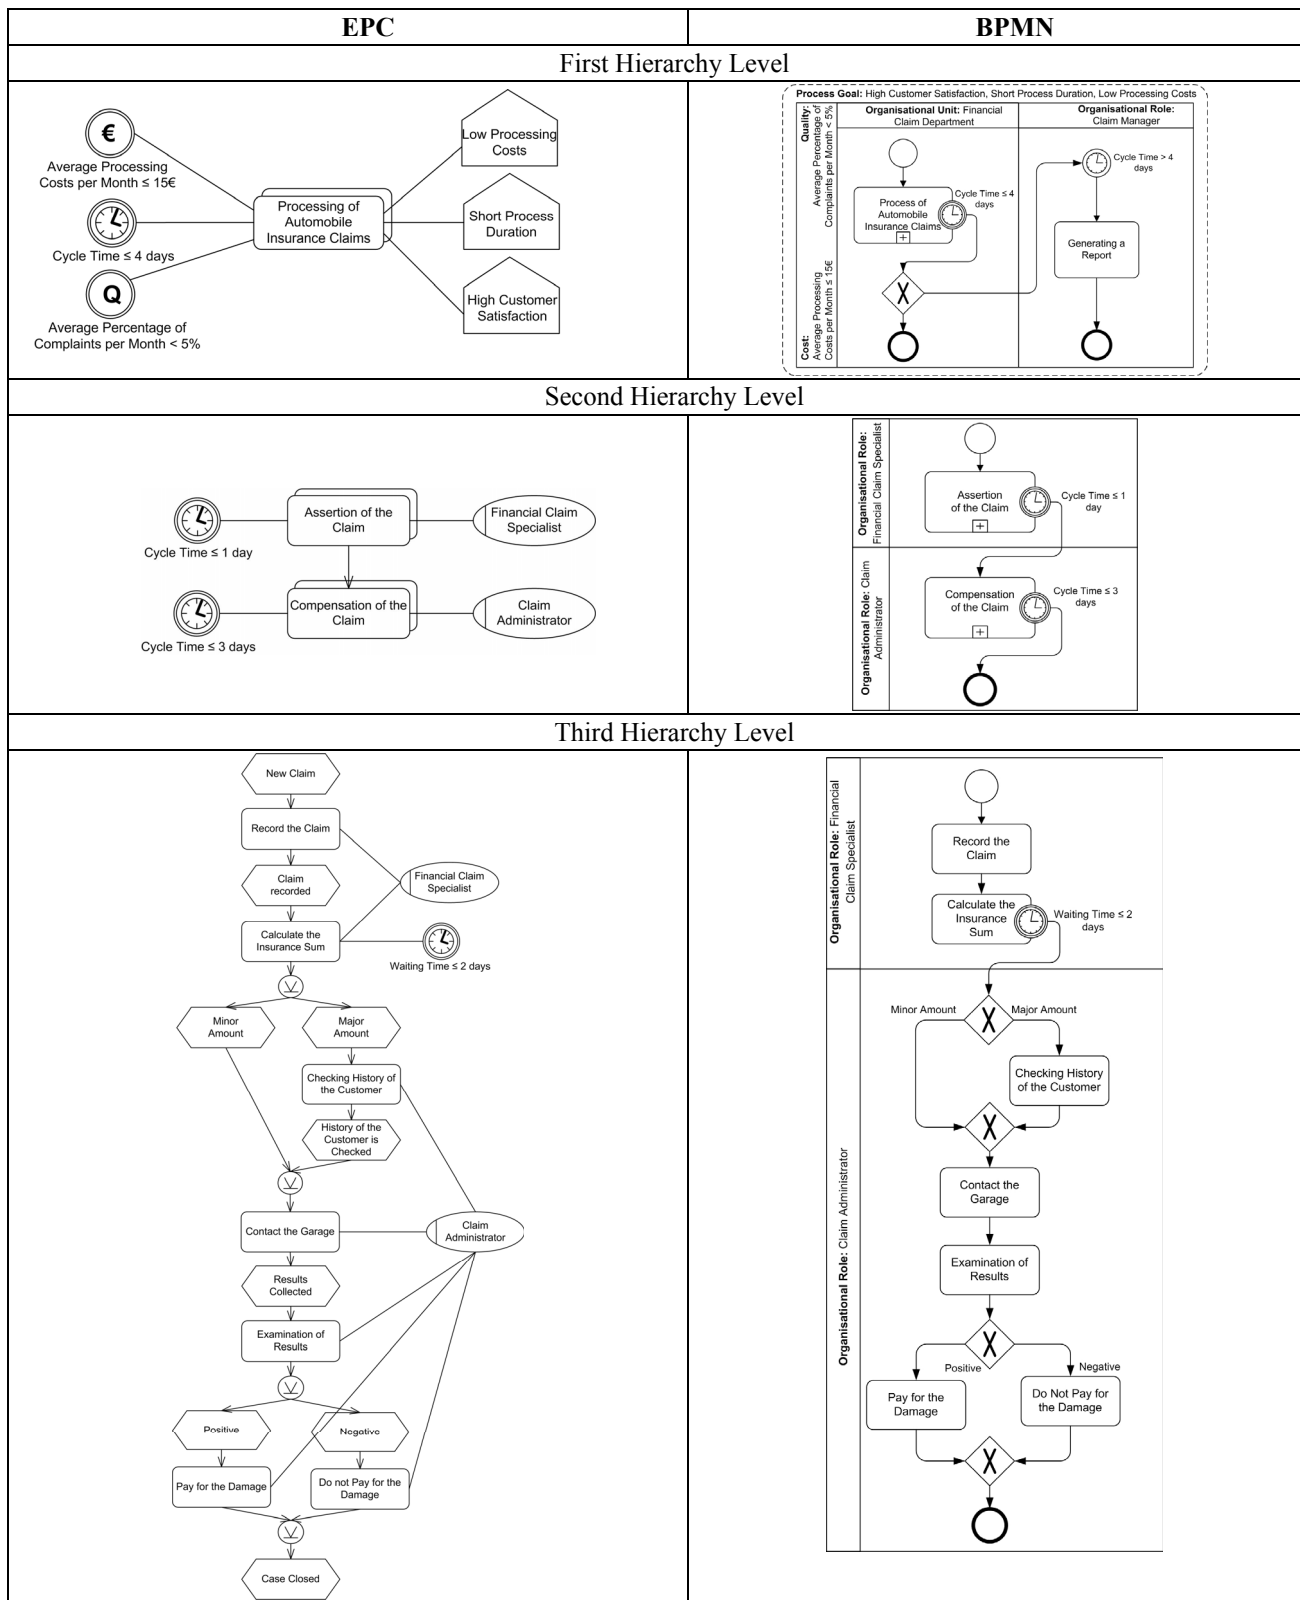 EPC
BPMN
First Hierarchy Level
€
Average Processing
Costs per Month ≤ 15€
Cycle Time ≤ 4 days
Q
Average Percentage of
Complaints per Month < 5%
Processing of
Automobile
Insurance Claims
Low Processing
Costs
Short Process
Duration
High Customer
Satisfaction
Process Goal: High Customer Satisfaction, Short Process Duration, Low Processing Costs
Quality:
Average Percentage of
Complaints per Month < 5%
Cost:
Average Processing
Costs per Month ≤ 15€
Organisational Unit: Financial
Claim Department
Organisational Role:
Claim Manager
Process of
Automobile
Insurance Claims
Cycle Time ≤ 4
days
X
Cycle Time > 4
days
Generating a
Report
Second Hierarchy Level
Cycle Time ≤ 1 day
Assertion of the
Claim
Financial Claim
Specialist
Cycle Time ≤ 3 days
Compensation of the
Claim
Claim
Administrator
Organisational Role:
Financial Claim Specialist
Assertion
of the Claim
Cycle Time ≤ 1
day
Organisational Role: Claim
Administrator
Compensation
of the Claim
Cycle Time ≤ 3
days
Third Hierarchy Level
New Claim
Record the Claim
Claim
recorded
Financial Claim
Specialist
Calculate the
Insurance Sum
Waiting Time ≤ 2 days
Minor
Amount
Major
Amount
Checking History of
the Customer
History of the
Customer is
Checked
Contact the Garage
Claim
Administrator
Results
Collected
Examination of
Results
Positive
Negative
Pay for the Damage
Do not Pay for the
Damage
Case Closed
Organisational Role: Financial
Claim Specialist
Record the
Claim
Calculate the
Insurance
Sum
Waiting Time ≤ 2
days
Organisational Role: Claim Administrator
Minor Amount
X
Major Amount
Checking History
of the Customer
X
Contact the
Garage
Examination of
Results
X
Positive
Negative
Pay for the
Damage
Do Not Pay for
the Damage
X